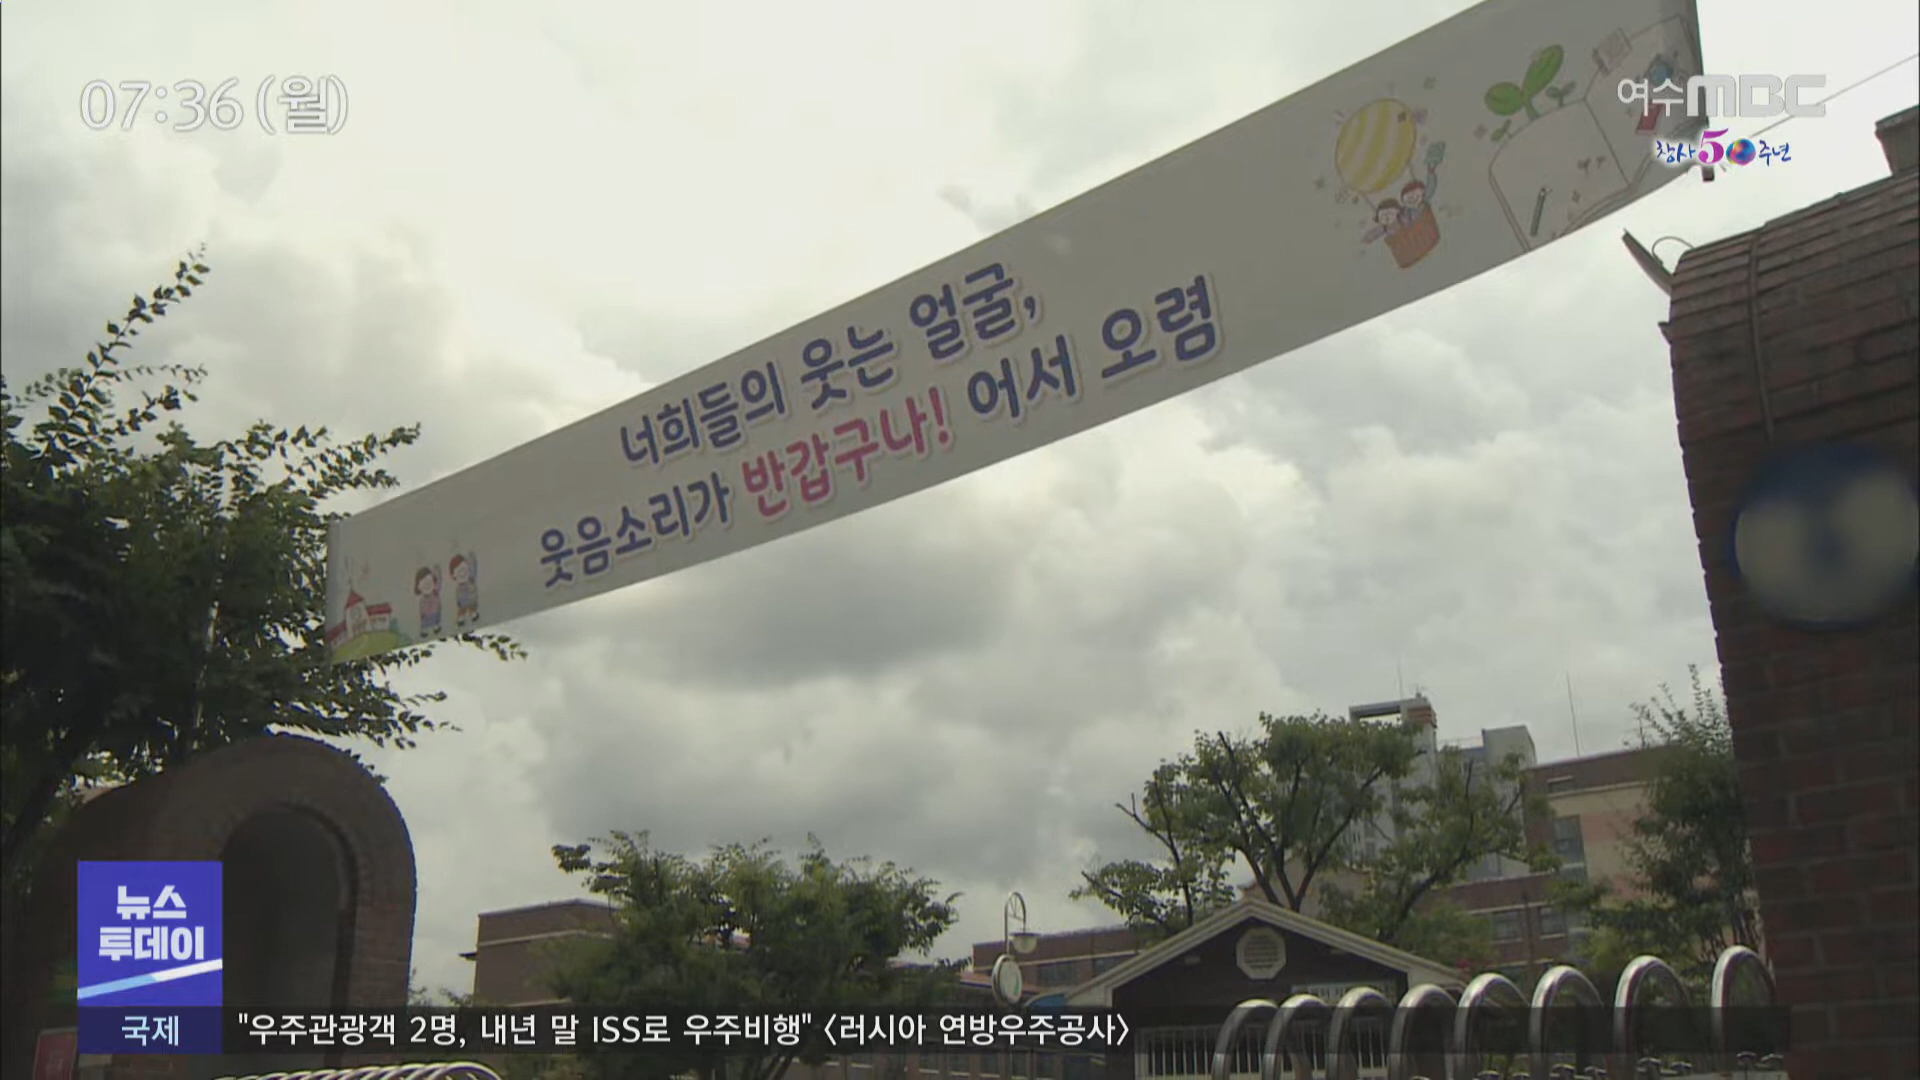 07:36 (월)
여수MBC
창사50주년
너희들의 웃는 얼굴,
웃음소리가 반갑구나! 어서 오렴
뉴스
투데이
국제 "우주관광객 2명, 내년 말 ISS로 우주비행" <러시아 연방우주공사>